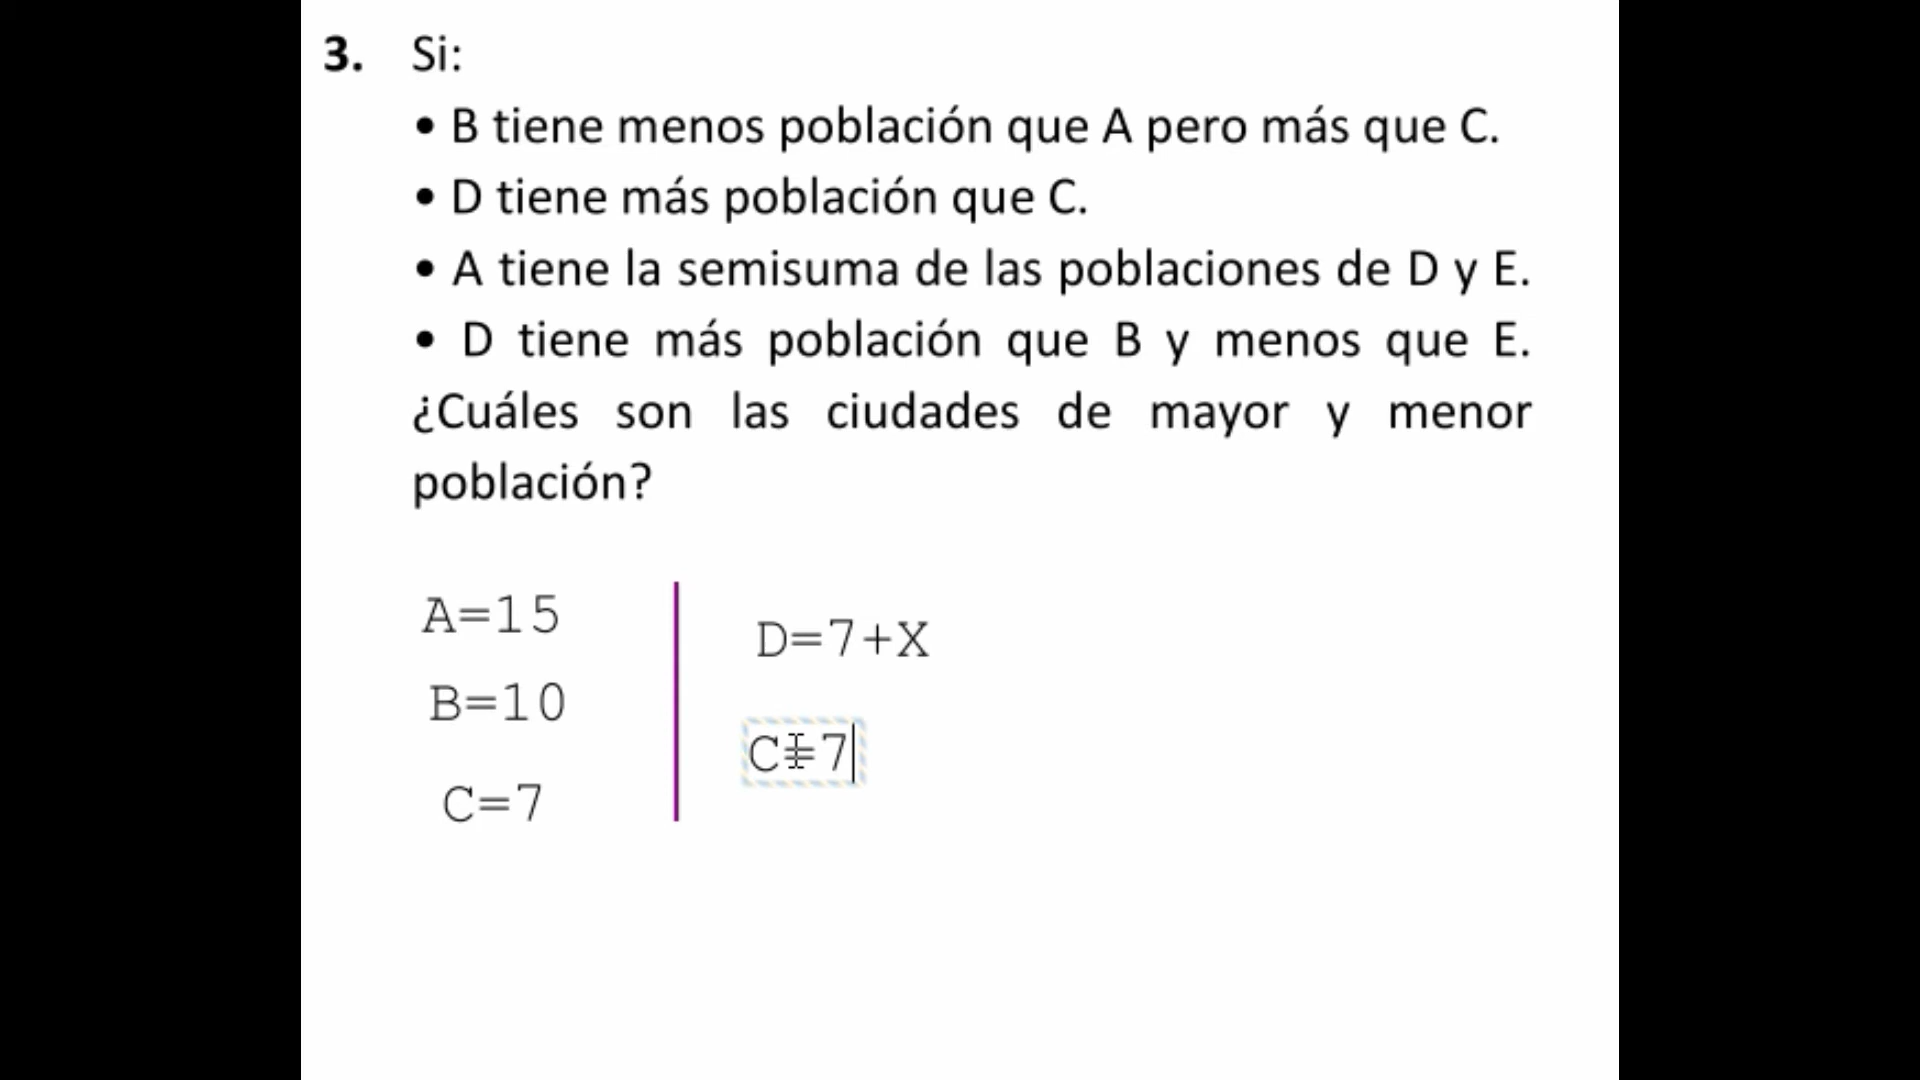 3. Si:
• B tiene menos población que A pero más que C.
• D tiene más población que C.
• A tiene la semisuma de las poblaciones de D y E.
• D tiene más población que B y menos que E.
¿Cuáles son las ciudades de mayor y menor
población?
A=15
B=10
C=7
D=7+X
C=7